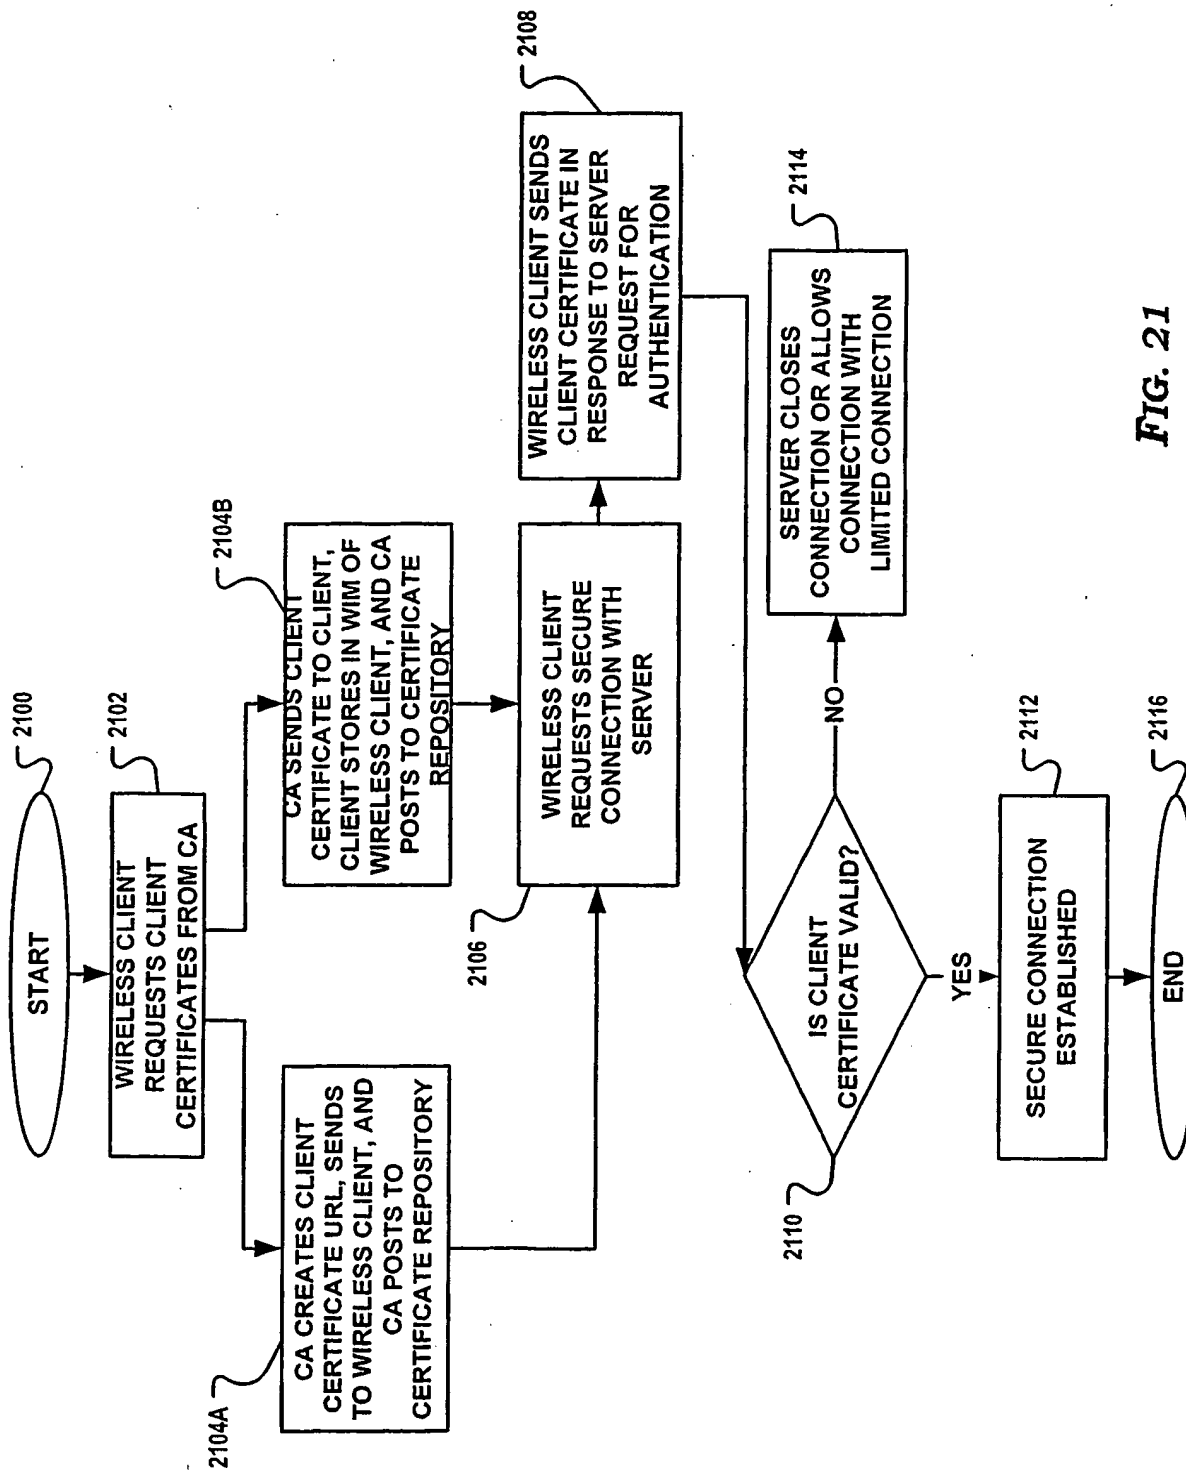 2100
START
2102
WIRELESS CLIENT
REQUESTS CLIENT
CERTIFICATES FROM CA
2104A
CA CREATES CLIENT
CERTIFICATE URL, SENDS
TO WIRELESS CLIENT, AND
CA POSTS TO
CERTIFICATE REPOSITORY
2104B
CA SENDS CLIENT
CERTIFICATE TO CLIENT,
CLIENT STORES IN WIM OF
WIRELESS CLIENT, AND CA
POSTS TO CERTIFICATE
REPOSITORY
2106
WIRELESS CLIENT
REQUESTS SECURE
CONNECTION WITH
SERVER
2108
WIRELESS CLIENT SENDS
CLIENT CERTIFICATE IN
RESPONSE TO SERVER
REQUEST FOR
AUTHENTICATION
2110
IS CLIENT
CERTIFICATE VALID?
NO
2114
SERVER CLOSES
CONNECTION OR ALLOWS
CONNECTION WITH
LIMITED CONNECTION
YES
2112
SECURE CONNECTION
ESTABLISHED
2116
END
FIG. 21